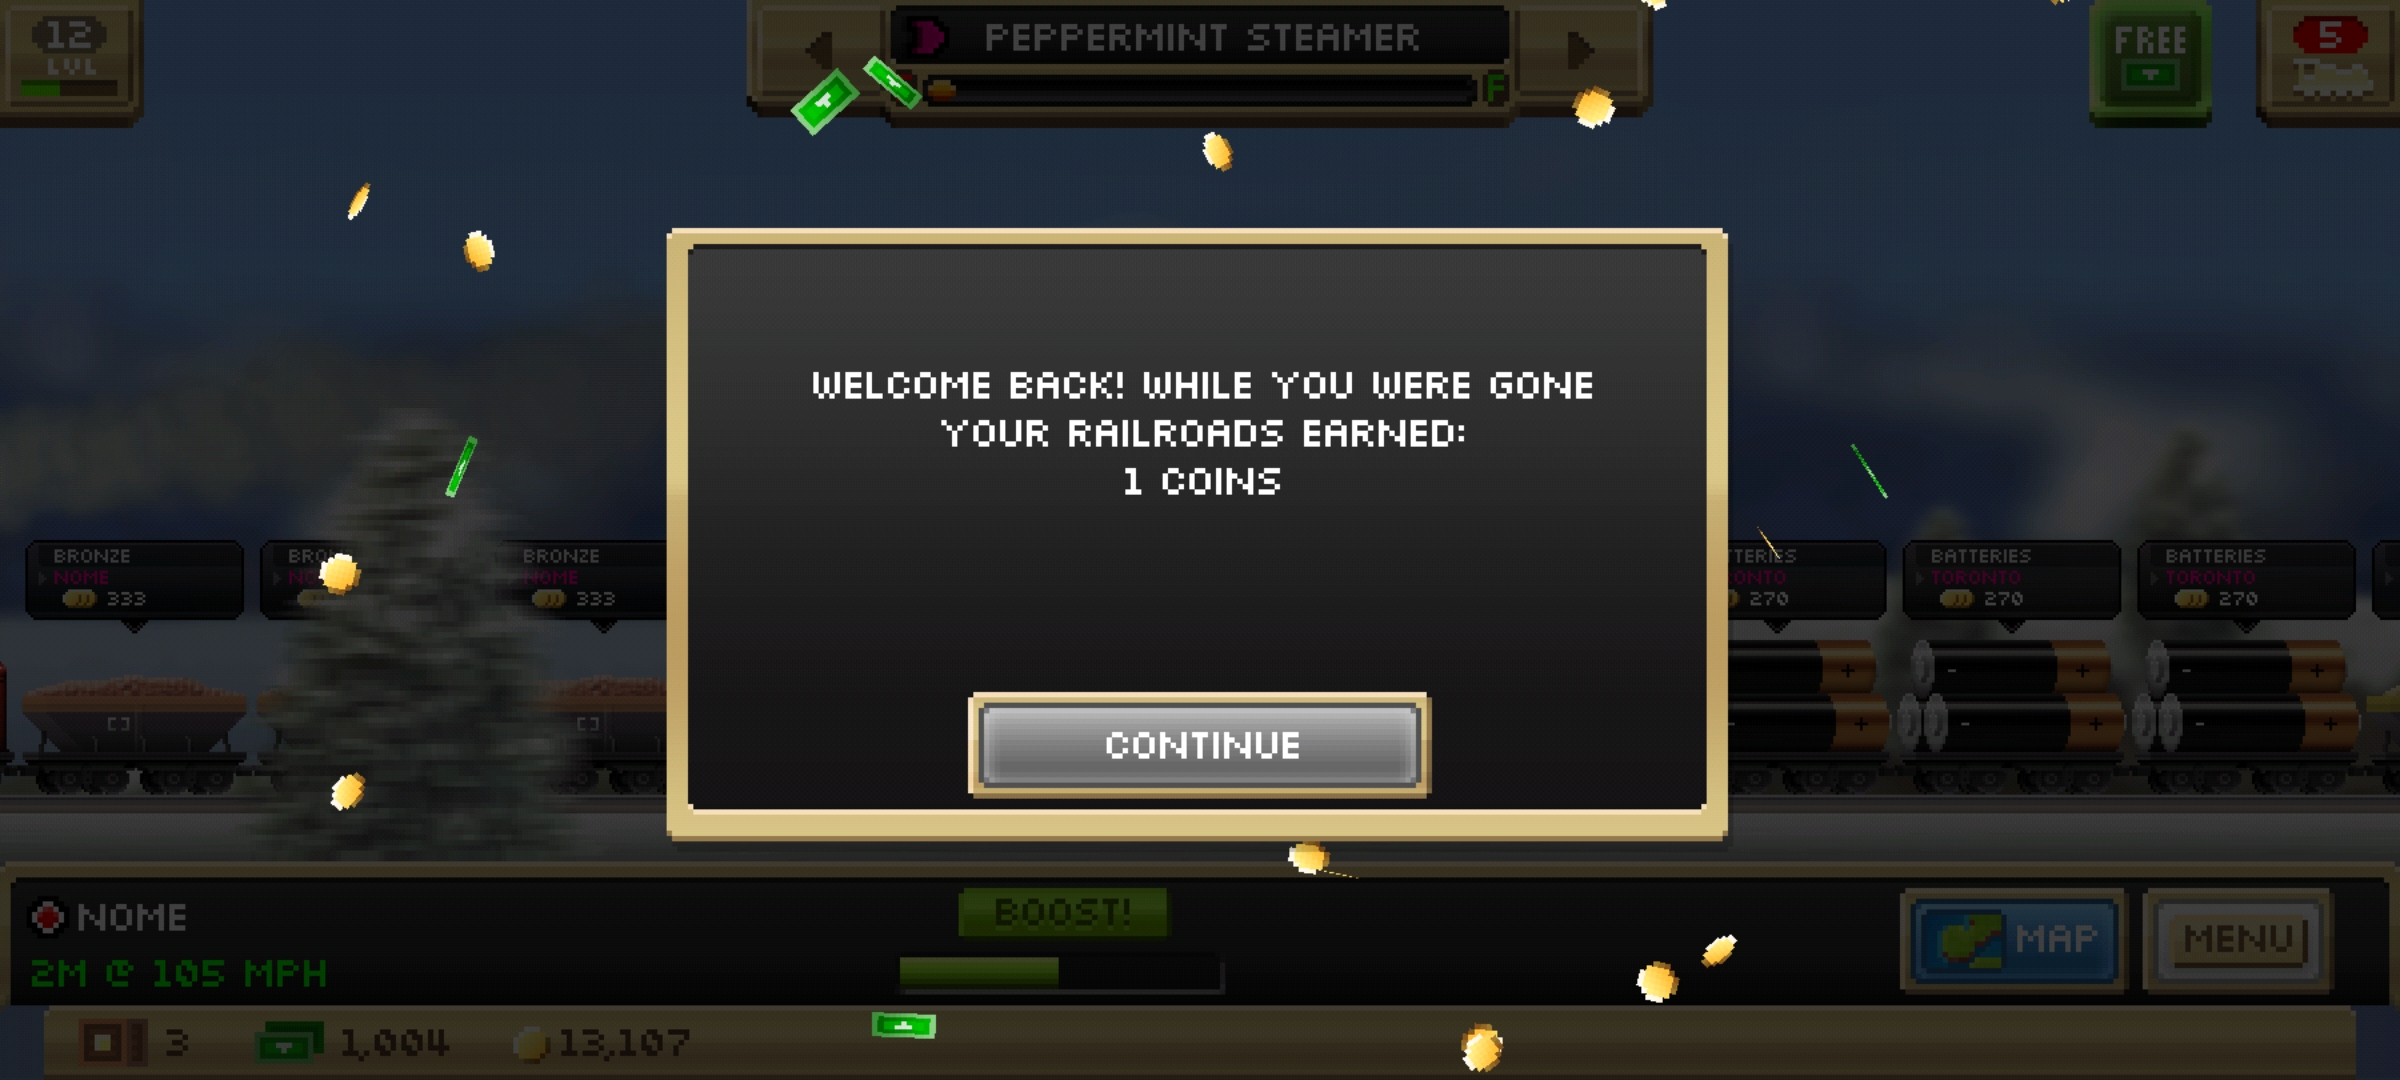 12
LVL
PEPPERMINT STEAMER
F
FREE
5
WELCOME BACK! WHILE YOU WERE GONE
YOUR RAILROADS EARNED:
1 COINS
CONTINUE
BRONZE
NOME
333
BRONZE
NOME
333
BATTERIES
TORONTO
270
BATTERIES
TORONTO
270
270
NOME
2M @ 105 MPH
BOOST!
MAP
MENU
3
1,004
13,107